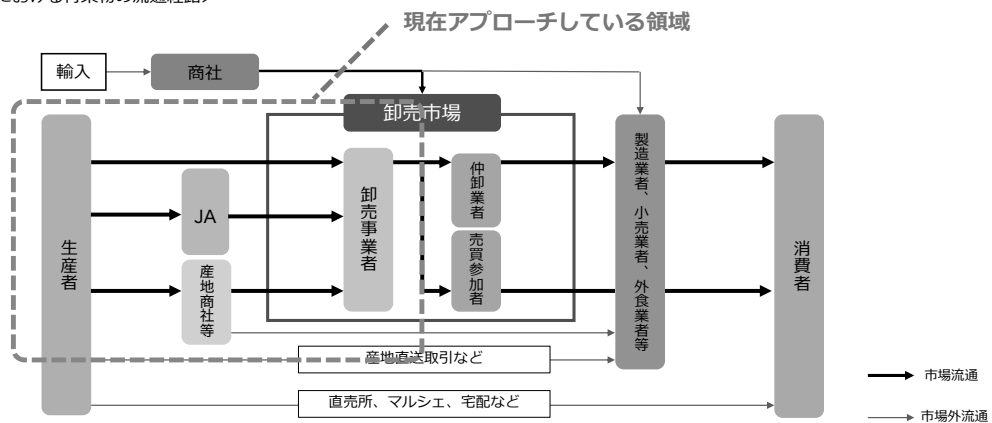 における青果物の流通経路＞
現在アプローチしている領域
輸入
商社
卸売市場
生産者
JA
産地商社等
卸売事業者
仲卸業者
売買参加者
製造業者、小売業者、外食業者等
消費者
産地直送取引など
直売所、マルシェ、宅配など
市場流通
市場外流通